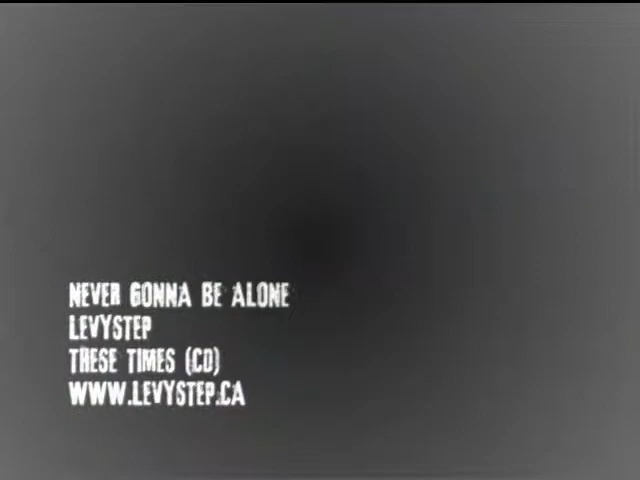 NEVER GONNA BE ALONE
LEVYSTEP
THESE TIMES (CD)
WWW.LEVYSTEP.CA